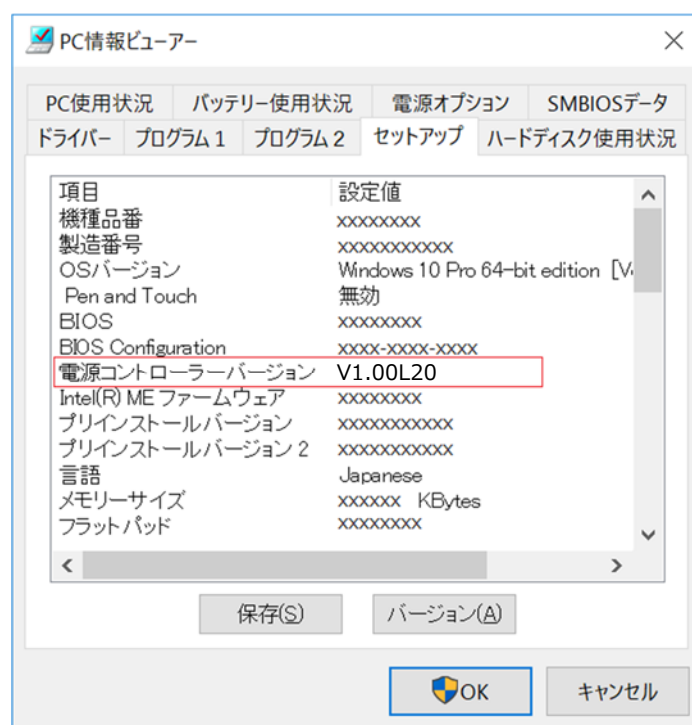 PC情報ビューアー
PC使用状況 バッテリー使用状況 電源オプション SMBIOSデータ
ドライバー プログラム 1 プログラム 2 セットアップ ハードディスク使用状況
項目 設定値
機種品番 xxxxxxxx
製造番号 xxxxxxxxxxx
OSバージョン Windows 10 Pro 64-bit edition [V
Pen and Touch 無効
BIOS xxxxxxxx
BIOS Configuration xxxx-xxxx-xxxx
電源コントローラーバージョン V1.00L20
Intel(R) ME ファームウェア xxxxxxxx
プリインストールバージョン xxxxxxxxxxx
プリインストールバージョン 2 xxxxxxxxxxx
言語 Japanese
メモリーサイズ xxxxxx KBytes
フラットパッド xxxxxxxx
保存(S) バージョン(A)
OK キャンセル